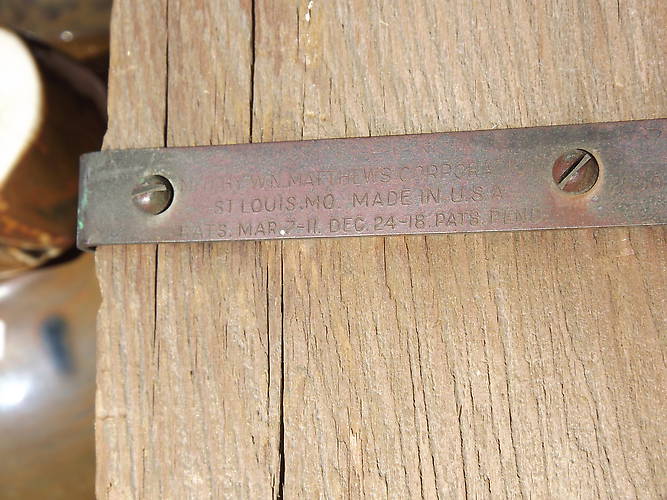 W.N. MATTHEWS CORPORA
ST LOUIS. MO. MADE IN U.S.A.
PATS. MAR. 7-11. DEC. 24-18. PATS. PEND.